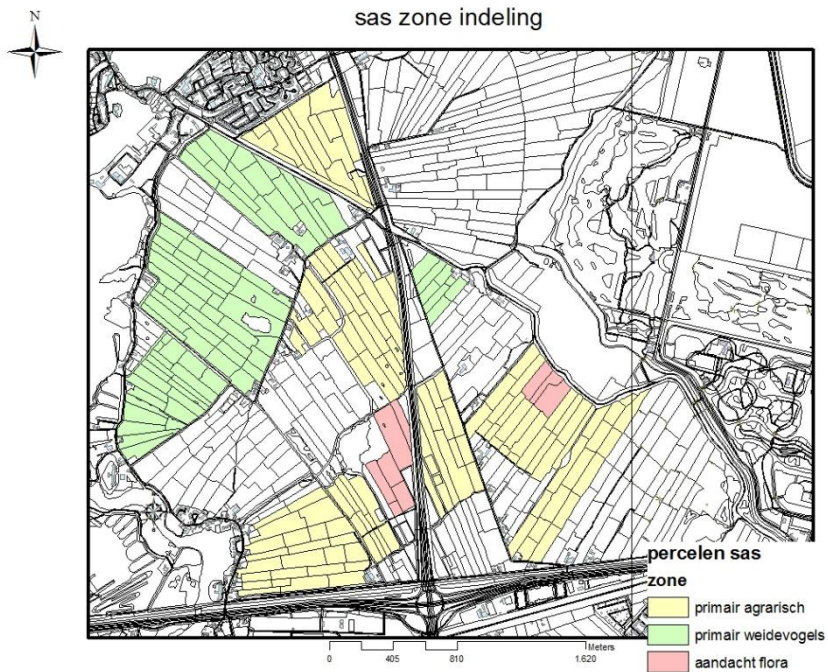 sas zone indeling
N
percelen sas
zone
primair agrarisch
primair weidevogels
aandacht flora
Meters
0 405 810 1.620